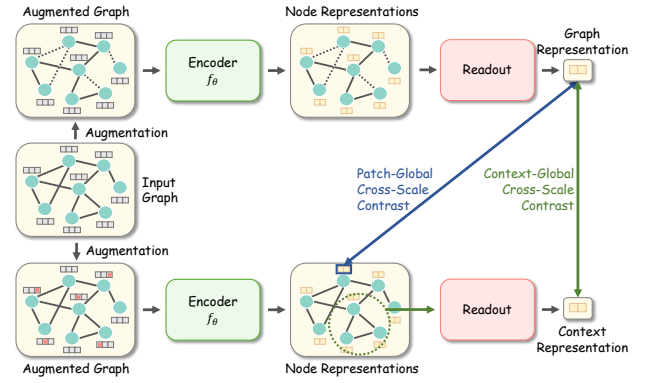 Augmented Graph
Node Representations
Graph
Representation
Encoder
fθ
Readout
Augmentation
Input
Graph
Patch-Global
Cross-Scale
Contrast
Context-Global
Cross-Scale
Contrast
Augmentation
Encoder
fθ
Readout
Context
Representation
Augmented Graph
Node Representations